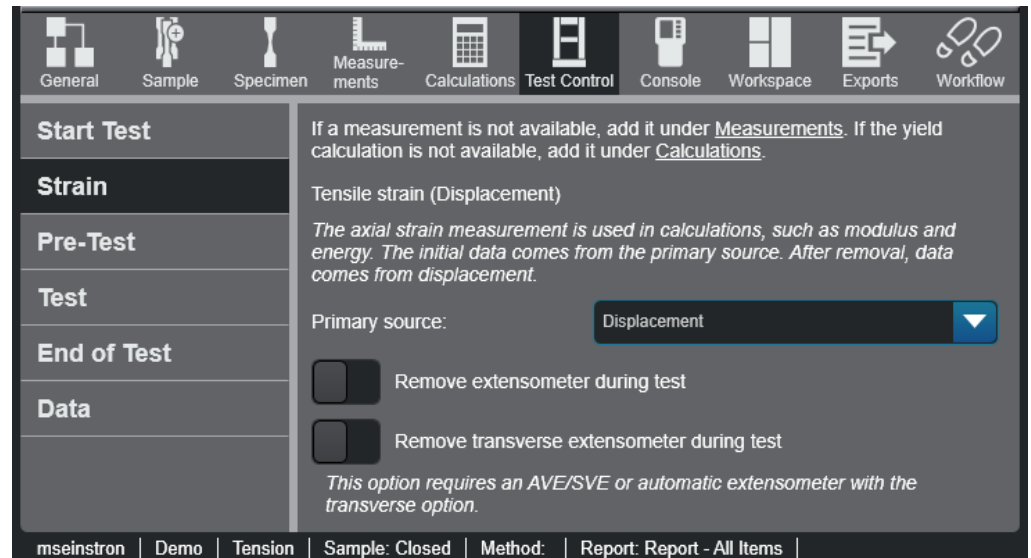 General
Sample
Specimen
Measure-
ments
Calculations
Test Control
Console
Workspace
Exports
Workflow
Start Test
Strain
Pre-Test
Test
End of Test
Data
If a measurement is not available, add it under Measurements. If the yield
calculation is not available, add it under Calculations.
Tensile strain (Displacement)
The axial strain measurement is used in calculations, such as modulus and
energy. The initial data comes from the primary source. After removal, data
comes from displacement.
Primary source: Displacement
Remove extensometer during test
Remove transverse extensometer during test
This option requires an AVE/SVE or automatic extensometer with the
transverse option.
mseinstron | Demo | Tension | Sample: Closed | Method: | Report: Report - All Items |